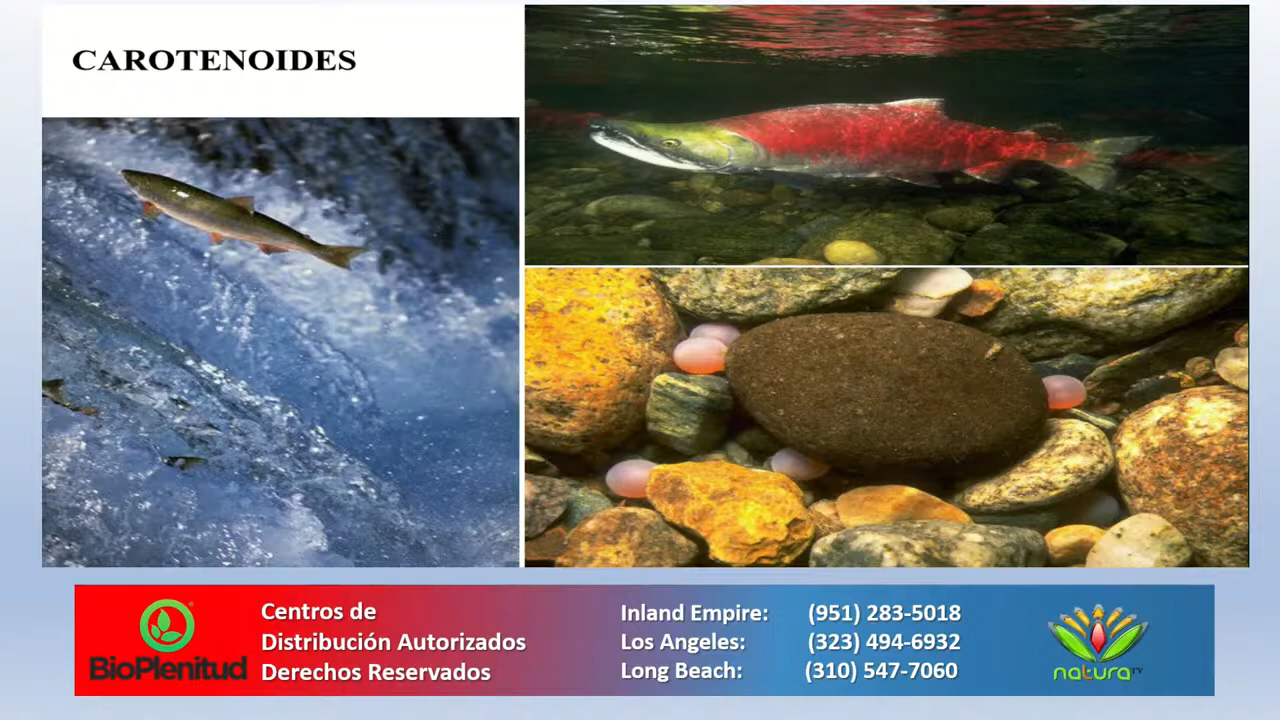 CAROTENOIDES
BioPlenitud
Centros de
Distribución Autorizados
Derechos Reservados
Inland Empire: (951) 283-5018
Los Angeles: (323) 494-6932
Long Beach: (310) 547-7060
natura TV